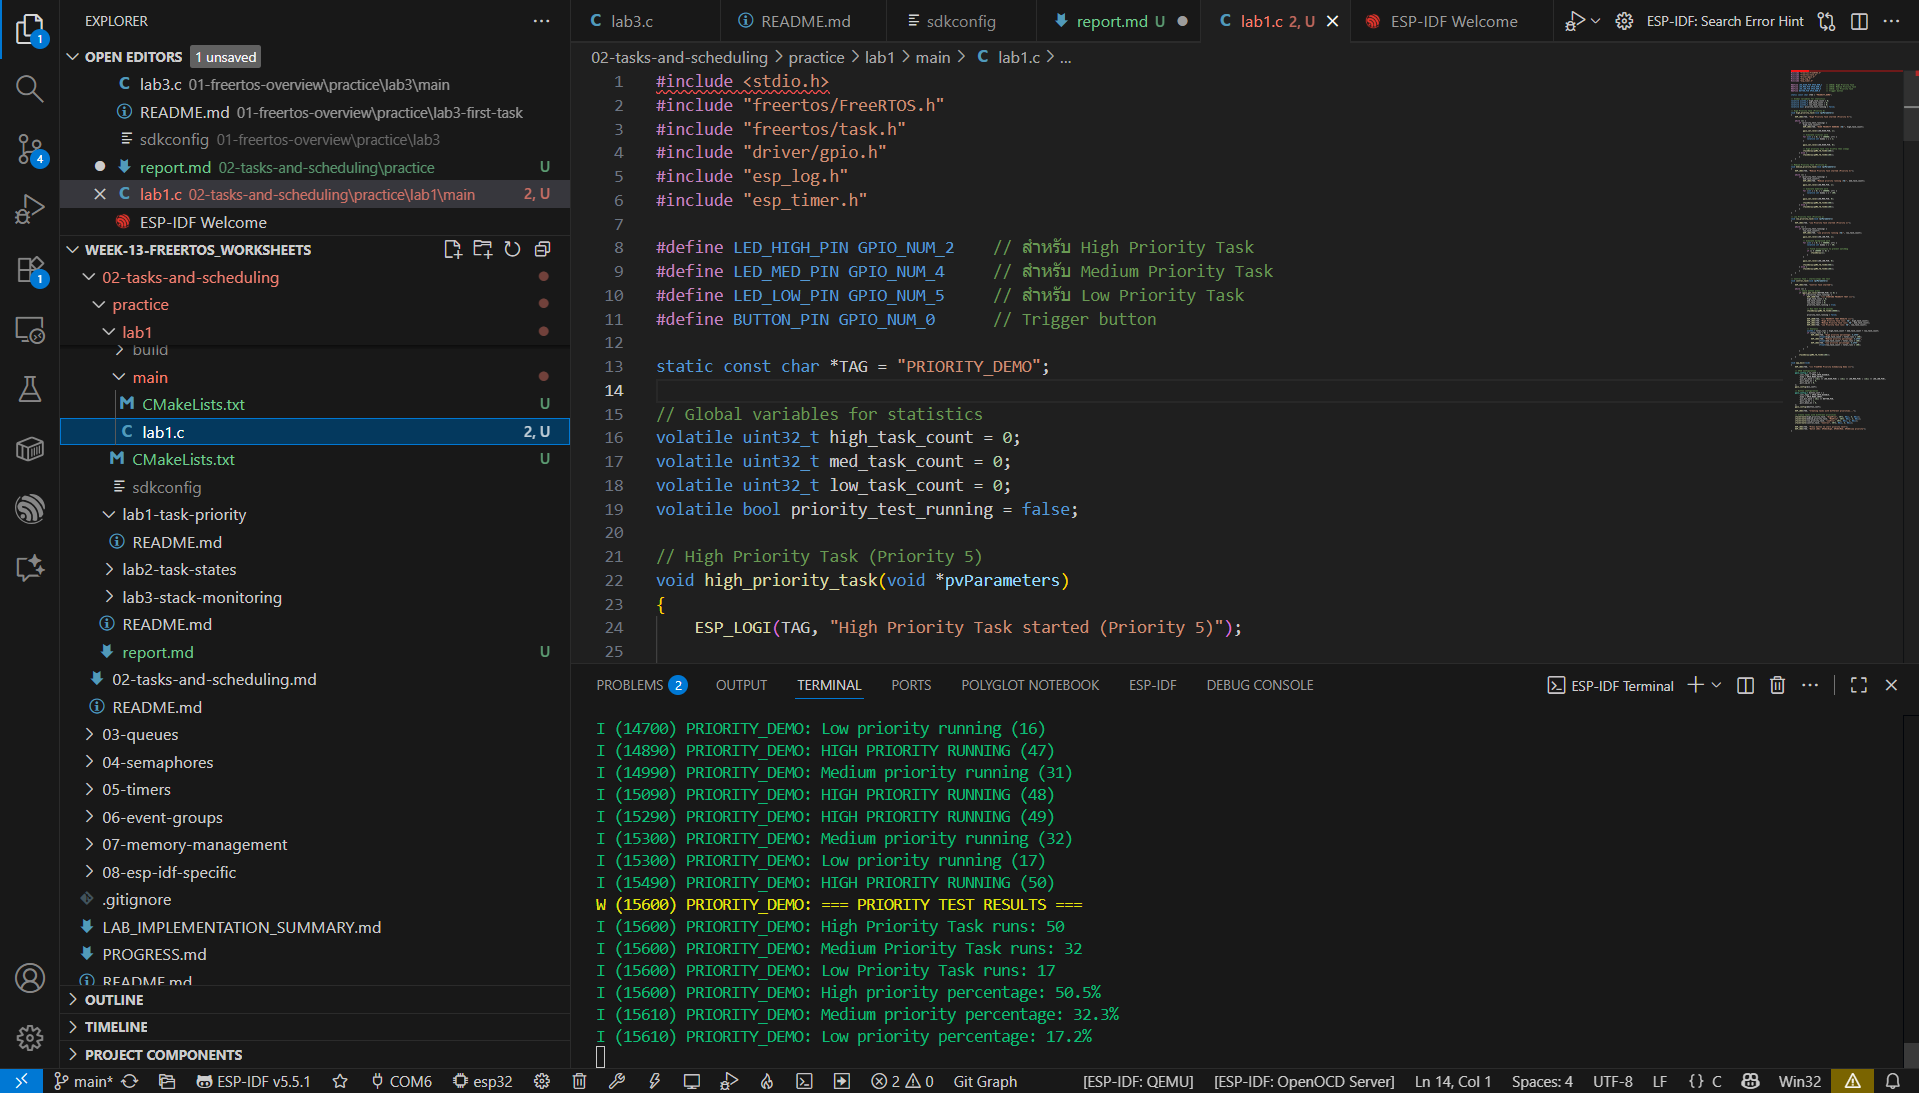 EXPLORER
OPEN EDITORS 1 unsaved
lab3.c 01-freertos-overview\practice\lab3\main
README.md 01-freertos-overview\practice\lab3-first-task
sdkconfig 01-freertos-overview\practice\lab3
report.md 02-tasks-and-scheduling\practice U
lab1.c 02-tasks-and-scheduling\practice\lab1\main 2, U
ESP-IDF Welcome
WEEK-13-FREERTOS_WORKSHEETS
02-tasks-and-scheduling
practice
lab1
build
main
CMakeLists.txt U
lab1.c 2, U
CMakeLists.txt U
sdkconfig
lab1-task-priority
README.md
lab2-task-states
lab3-stack-monitoring
README.md
report.md U
02-tasks-and-scheduling.md
README.md
03-queues
04-semaphores
05-timers
06-event-groups
07-memory-management
08-esp-idf-specific
.gitignore
LAB_IMPLEMENTATION_SUMMARY.md
PROGRESS.md
README.md
OUTLINE
TIMELINE
PROJECT COMPONENTS
1
4
1
lab3.c README.md sdkconfig report.md U lab1.c 2, U ESP-IDF Welcome ESP-IDF: Search Error Hint
02-tasks-and-scheduling > practice > lab1 > main > C lab1.c > ...
1 #include <stdio.h>
2 #include "freertos/FreeRTOS.h"
3 #include "freertos/task.h"
4 #include "driver/gpio.h"
5 #include "esp_log.h"
6 #include "esp_timer.h"
7
8 #define LED_HIGH_PIN GPIO_NUM_2 // สำหรับ High Priority Task
9 #define LED_MED_PIN GPIO_NUM_4 // สำหรับ Medium Priority Task
10 #define LED_LOW_PIN GPIO_NUM_5 // สำหรับ Low Priority Task
11 #define BUTTON_PIN GPIO_NUM_0 // Trigger button
12
13 static const char *TAG = "PRIORITY_DEMO";
14
15 // Global variables for statistics
16 volatile uint32_t high_task_count = 0;
17 volatile uint32_t med_task_count = 0;
18 volatile uint32_t low_task_count = 0;
19 volatile bool priority_test_running = false;
20
21 // High Priority Task (Priority 5)
22 void high_priority_task(void *pvParameters)
23 {
24 ESP_LOGI(TAG, "High Priority Task started (Priority 5)");
25
PROBLEMS 2 OUTPUT TERMINAL PORTS POLYGLOT NOTEBOOK ESP-IDF DEBUG CONSOLE ESP-IDF Terminal
I (14700) PRIORITY_DEMO: Low priority running (16)
I (14890) PRIORITY_DEMO: HIGH PRIORITY RUNNING (47)
I (14990) PRIORITY_DEMO: Medium priority running (31)
I (15090) PRIORITY_DEMO: HIGH PRIORITY RUNNING (48)
I (15290) PRIORITY_DEMO: HIGH PRIORITY RUNNING (49)
I (15300) PRIORITY_DEMO: Medium priority running (32)
I (15300) PRIORITY_DEMO: Low priority running (17)
I (15490) PRIORITY_DEMO: HIGH PRIORITY RUNNING (50)
W (15600) PRIORITY_DEMO: === PRIORITY TEST RESULTS ===
I (15600) PRIORITY_DEMO: High Priority Task runs: 50
I (15600) PRIORITY_DEMO: Medium Priority Task runs: 32
I (15600) PRIORITY_DEMO: Low Priority Task runs: 17
I (15600) PRIORITY_DEMO: High priority percentage: 50.5%
I (15610) PRIORITY_DEMO: Medium priority percentage: 32.3%
I (15610) PRIORITY_DEMO: Low priority percentage: 17.2%
main* ESP-IDF v5.5.1 COM6 esp32 2 0 Git Graph [ESP-IDF: QEMU] [ESP-IDF: OpenOCD Server] Ln 14, Col 1 Spaces: 4 UTF-8 LF {} C Win32